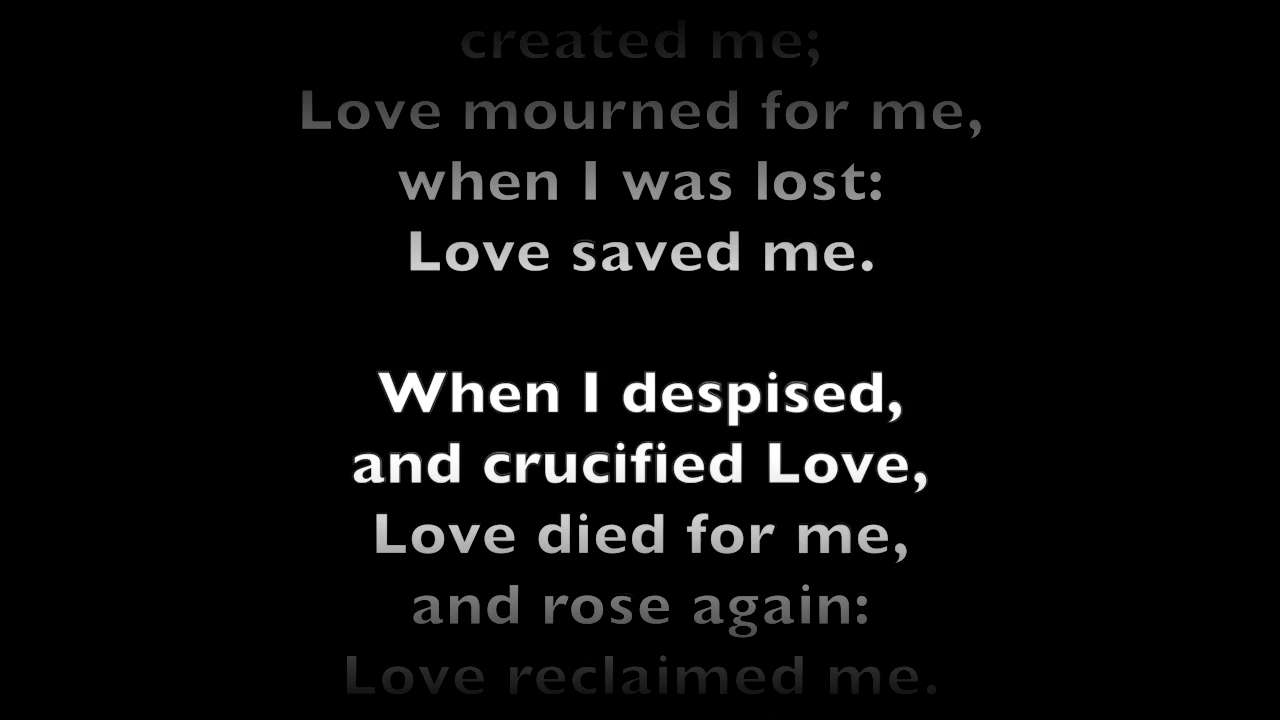 created me;
Love mourned for me,
when I was lost:
Love saved me.
When I despised,
and crucified Love,
Love died for me,
and rose again:
Love reclaimed me.